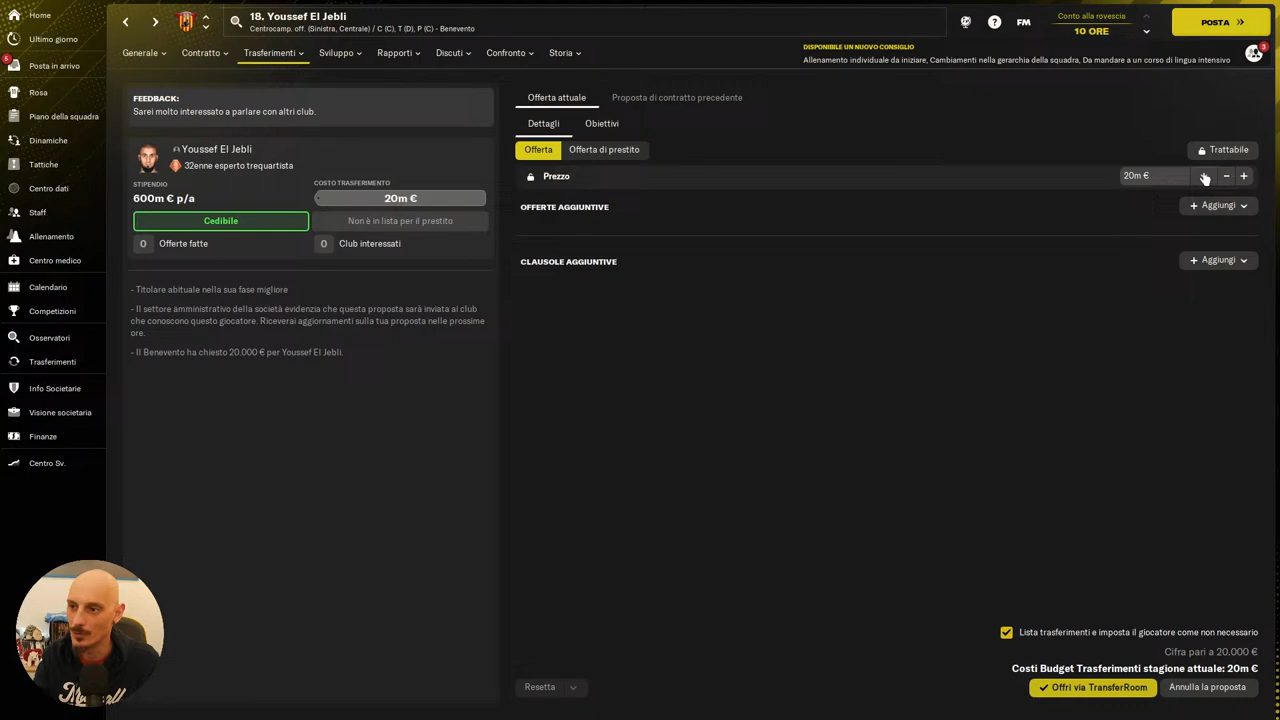 Home
Ultimo giorno
5
Posta in arrivo
Rosa
Piano della squadra
Dinamiche
Tattiche
Centro dati
Staff
Allenamento
Centro medico
Calendario
Competizioni
Osservatori
Trasferimenti
Info Societarie
Visione societaria
Finanze
Centro Sv.
18. Youssef El Jebli
Centrocamp. off. (Sinistra, Centrale) / C (C), T (D), P (C) - Benevento
FM
Conto alla rovescia
10 ORE
POSTA
Generale
Contratto
Trasferimenti
Sviluppo
Rapporti
Discuti
Confronto
Storia
DISPONIBILE UN NUOVO CONSIGLIO
Allenamento individuale da iniziare, Cambiamenti nella gerarchia della squadra, Da mandare a un corso di lingua intensivo
3
FEEDBACK:
Sarei molto interessato a parlare con altri club.
Youssef El Jebli
32enne esperto trequartista
STIPENDIO
600m € p/a
COSTO TRASFERIMENTO
20m €
Cedibile
Non è in lista per il prestito
0 Offerte fatte
0 Club interessati
- Titolare abituale nella sua fase migliore
- Il settore amministrativo della società evidenzia che questa proposta sarà inviata ai club
che conoscono questo giocatore. Riceverai aggiornamenti sulla tua proposta nelle prossime
ore.
- Il Benevento ha chiesto 20.000 € per Youssef El Jebli.
Offerta attuale
Proposta di contratto precedente
Dettagli
Obiettivi
Offerta
Offerta di prestito
Trattabile
Prezzo
20m €
OFFERTE AGGIUNTIVE
Aggiungi
CLAUSOLE AGGIUNTIVE
Aggiungi
Lista trasferimenti e imposta il giocatore come non necessario
Cifra pari a 20.000 €
Costi Budget Trasferimenti stagione attuale: 20m €
Resetta
Offri via TransferRoom
Annulla la proposta